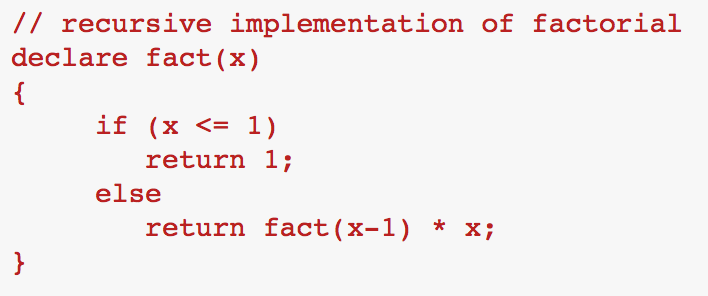 // recursive implementation of factorial
declare fact(x)
{
     if (x <= 1)
        return 1;
     else
        return fact(x-1) * x;
}